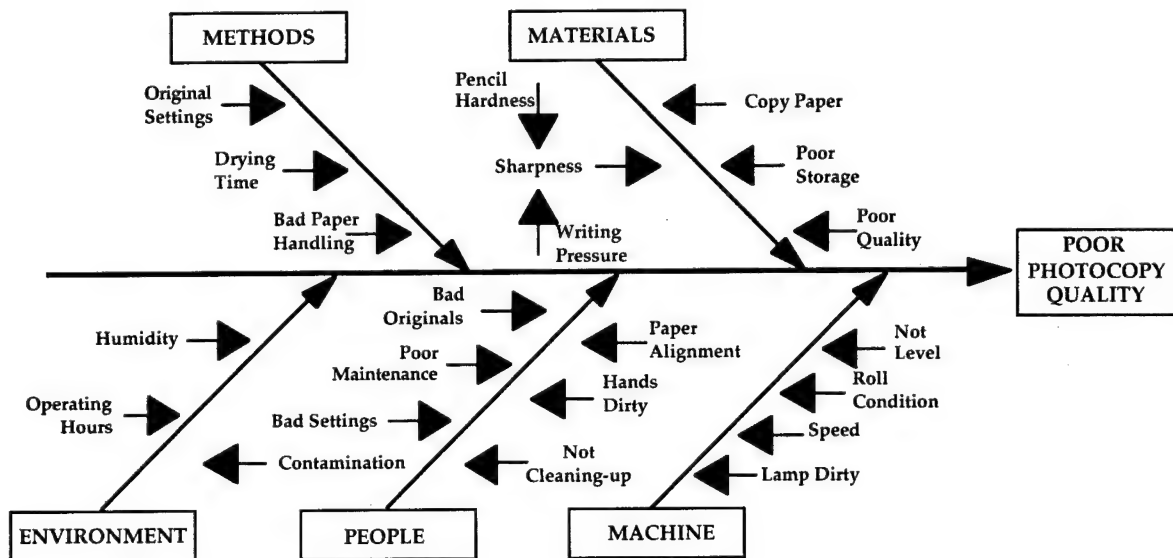 METHODS
MATERIALS
Original
Settings
Drying
Time
Bad Paper
Handling
Pencil
Hardness
Sharpness
Writing
Pressure
Copy Paper
Poor
Storage
Poor
Quality
POOR
PHOTOCOPY
QUALITY
Humidity
Operating
Hours
Contamination
Bad
Originals
Poor
Maintenance
Bad Settings
Paper
Alignment
Hands
Dirty
Not
Cleaning-up
Not
Level
Roll
Condition
Speed
Lamp Dirty
ENVIRONMENT
PEOPLE
MACHINE